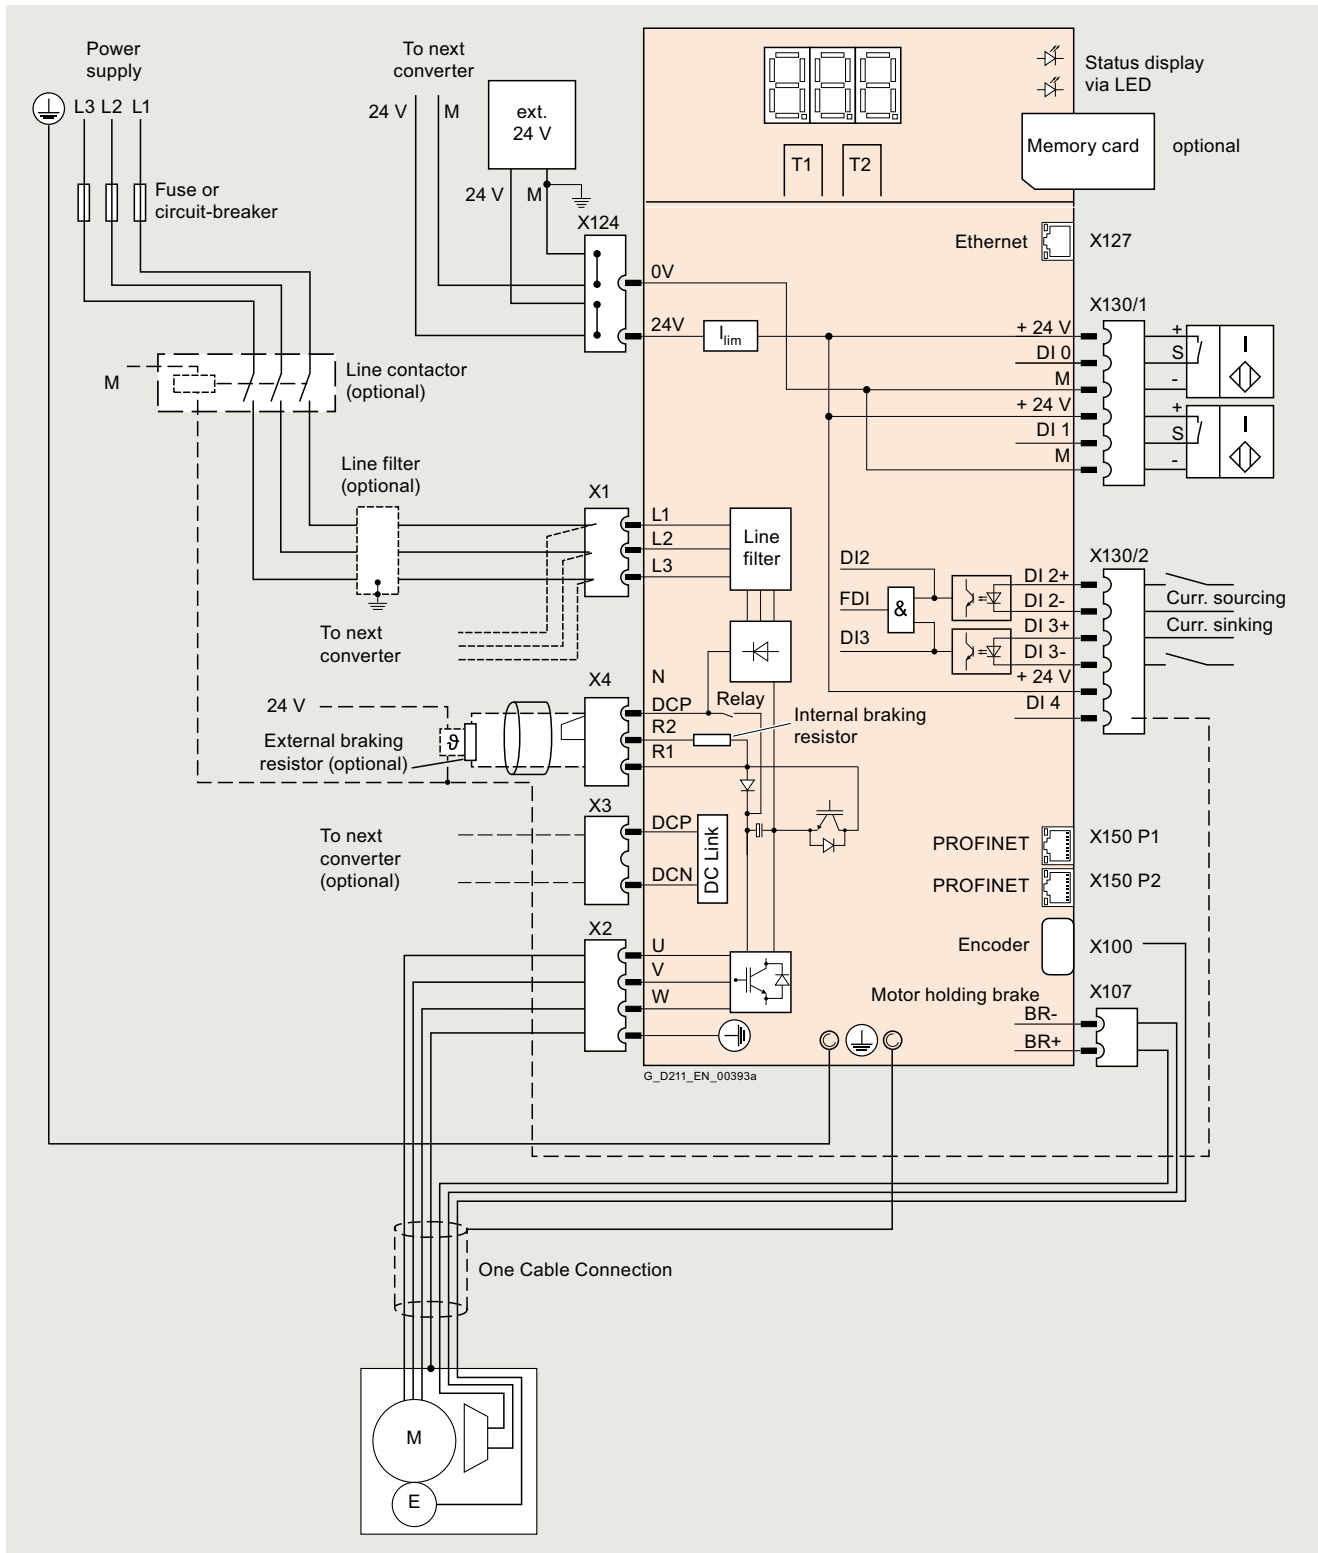 Power
supply
L3 L2 L1
Fuse or
circuit-breaker
To next
converter
24 V
M
ext.
24 V
24 V
M
X124
0V
24V
Ilim
T1
T2
Status display
via LED
Memory card
optional
Ethernet
X127
X130/1
+ 24 V
DI 0
M
+ 24 V
DI 1
M
+
S
-
I
+
S
-
I
M
Line contactor
(optional)
Line filter
(optional)
X1
L1
L2
L3
Line
filter
To next
converter
X130/2
DI2
FDI
DI3
&
DI 2+
DI 2-
DI 3+
DI 3-
+ 24 V
DI 4
Curr. sourcing
Curr. sinking
X4
N
DCP
R2
R1
Relay
Internal braking
resistor
24 V
ϑ
External braking
resistor (optional)
X3
DCP
DCN
DC Link
To next
converter
(optional)
PROFINET
X150 P1
PROFINET
X150 P2
Encoder
X100
X2
U
V
W
Motor holding brake
X107
BR-
BR+
G_D211_EN_00393a
One Cable Connection
M
E